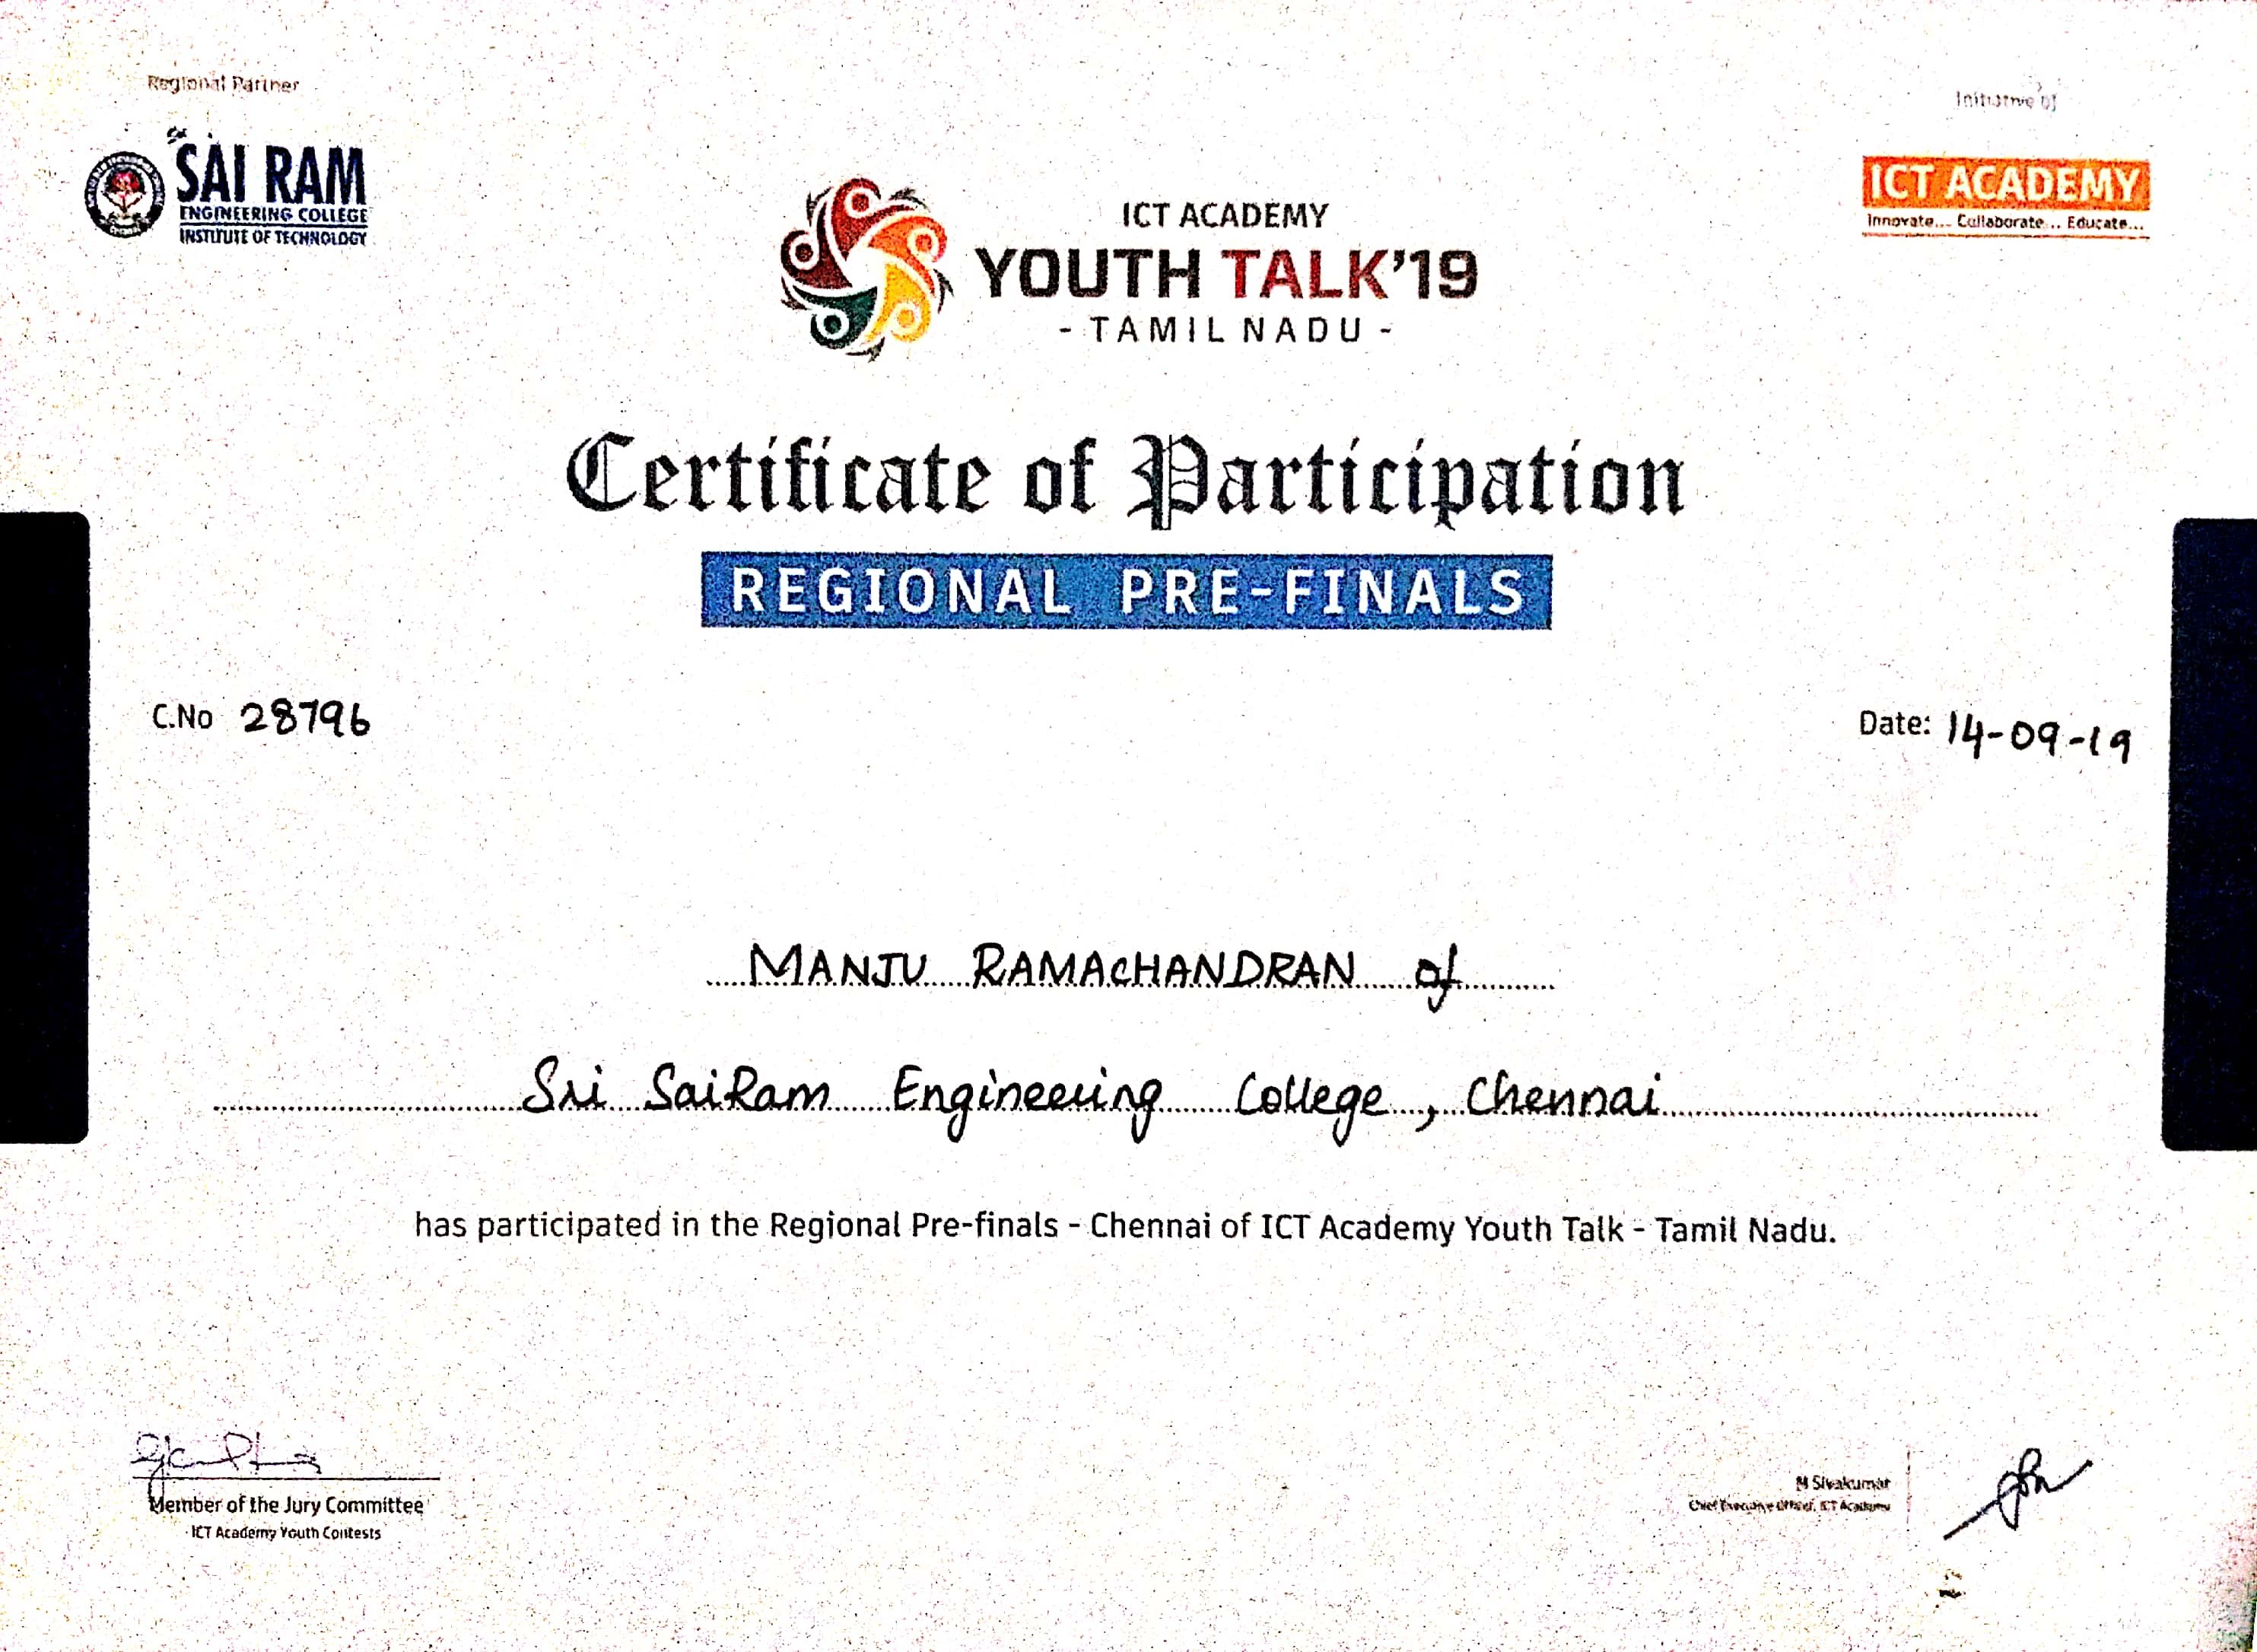 Regional Partner
Initiative of
SAI RAM
ENGINEERING COLLEGE
INSTITUTE OF TECHNOLOGY
ICT ACADEMY
Innovate... Collaborate... Educate...
ICT ACADEMY
YOUTH TALK'19
- TAMIL NADU -
Certificate of Participation
REGIONAL PRE-FINALS
C.No 28796
Date: 14-09-19
MANJU RAMACHANDRAN of
Sri SaiRam Engineering College, Chennai
has participated in the Regional Pre-finals - Chennai of ICT Academy Youth Talk - Tamil Nadu.
Member of the Jury Committee
ICT Academy Youth Contests
M Sivakumar
Chief Executive Officer, ICT Academy